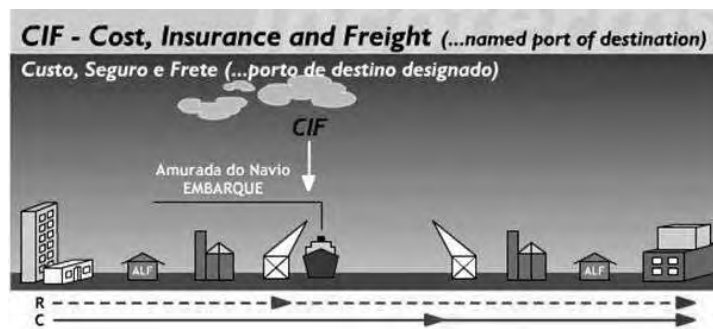 CIF - Cost, Insurance and Freight (...named port of destination)
Custo, Seguro e Frete (...porto de destino designado)
CIF
Amurada do Navio
EMBARQUE
ALF
ALF
R
C